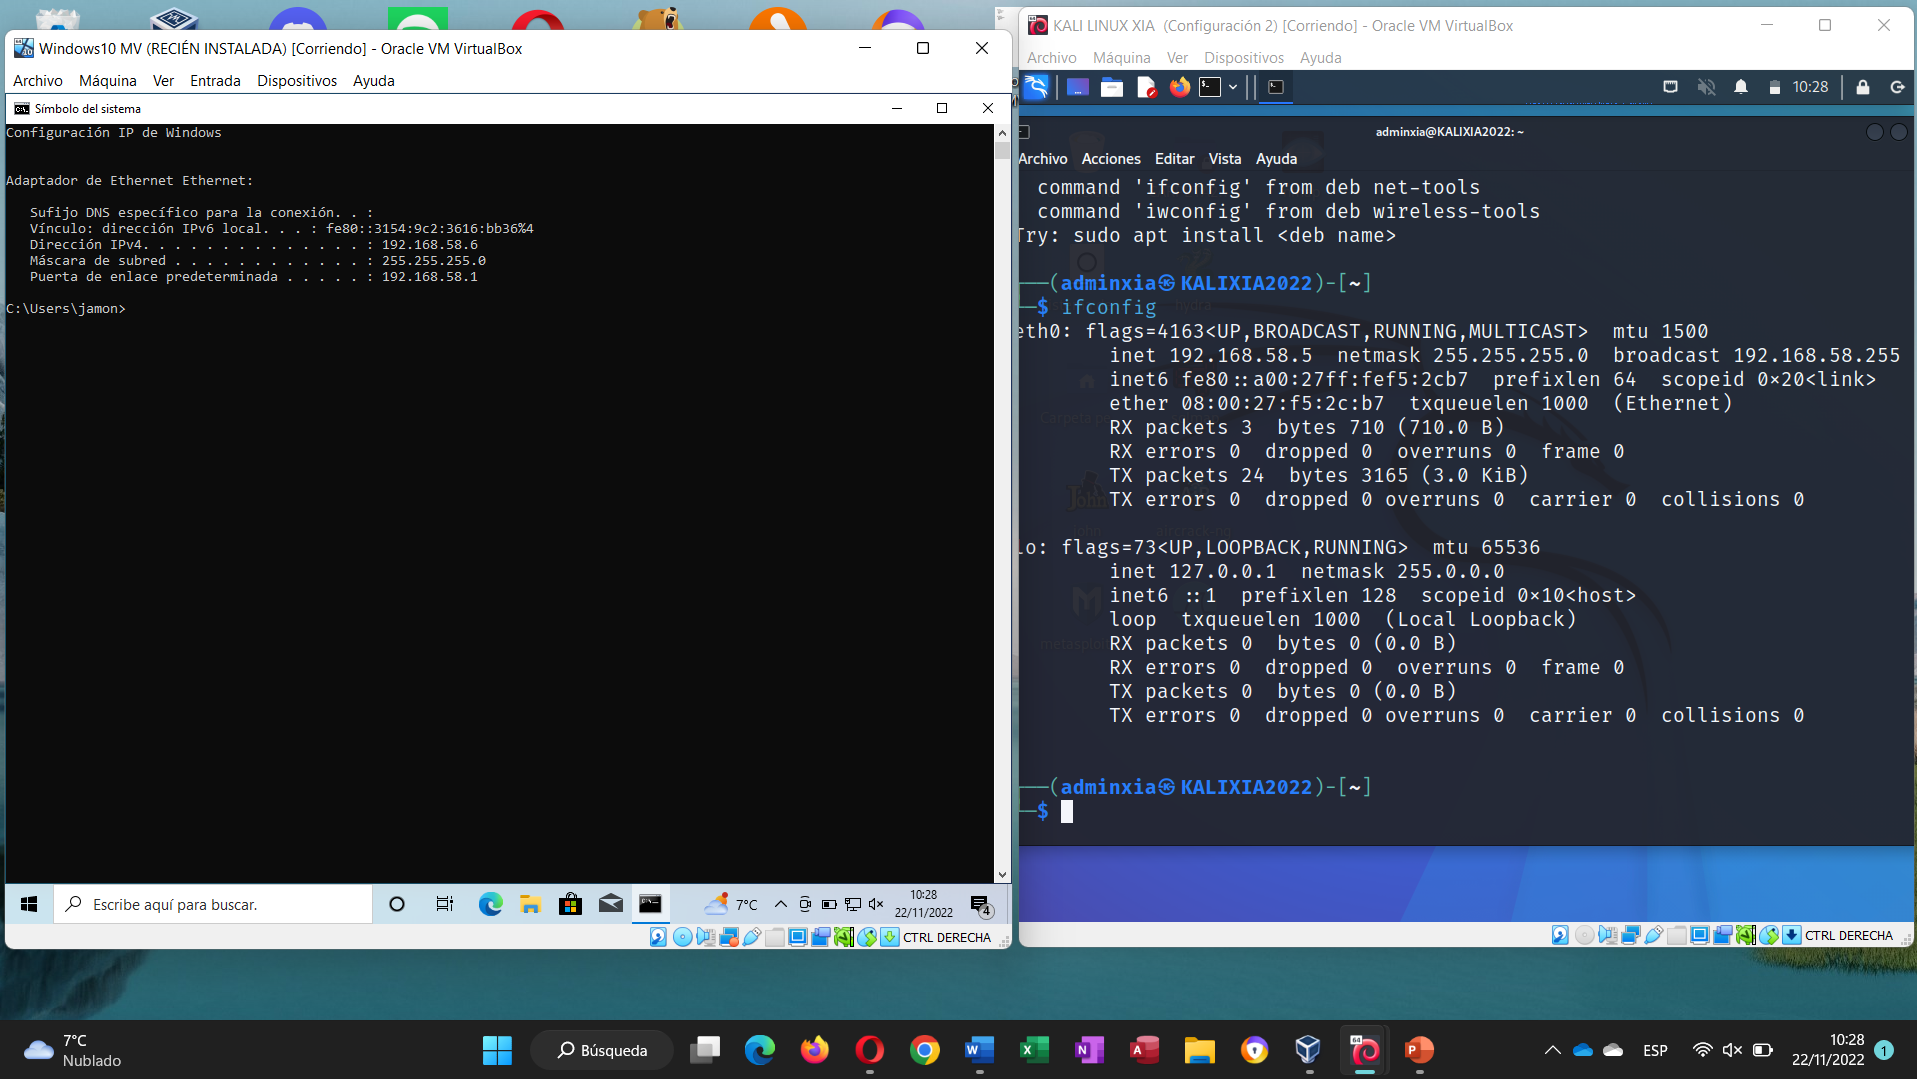 Windows10 MV (RECIÉN INSTALADA) [Corriendo] - Oracle VM VirtualBox
Archivo Máquina Ver Entrada Dispositivos Ayuda
Símbolo del sistema
Configuración IP de Windows
Adaptador de Ethernet Ethernet:
Sufijo DNS específico para la conexión. . :
Vínculo: dirección IPv6 local. . . : fe80::3154:9c2:3616:bb36%4
Dirección IPv4. . . . . . . . . . . . . . : 192.168.58.6
Máscara de subred . . . . . . . . . . . . : 255.255.255.0
Puerta de enlace predeterminada . . . . . : 192.168.58.1
C:\Users\jamon>
Escribe aquí para buscar.
7°C
10:28
22/11/2022
4
CTRL DERECHA
KALI LINUX XIA (Configuración 2) [Corriendo] - Oracle VM VirtualBox
Archivo Máquina Ver Dispositivos Ayuda
10:28
adminxia@KALIXIA2022: ~
Archivo Acciones Editar Vista Ayuda
command 'ifconfig' from deb net-tools
command 'iwconfig' from deb wireless-tools
Try: sudo apt install <deb name>
(adminxia㉿KALIXIA2022)-[~]
$ ifconfig
eth0: flags=4163<UP,BROADCAST,RUNNING,MULTICAST> mtu 1500
inet 192.168.58.5 netmask 255.255.255.0 broadcast 192.168.58.255
inet6 fe80::a00:27ff:fef5:2cb7 prefixlen 64 scopeid 0×20<link>
ether 08:00:27:f5:2c:b7 txqueuelen 1000 (Ethernet)
RX packets 3 bytes 710 (710.0 B)
RX errors 0 dropped 0 overruns 0 frame 0
TX packets 24 bytes 3165 (3.0 KiB)
TX errors 0 dropped 0 overruns 0 carrier 0 collisions 0
lo: flags=73<UP,LOOPBACK,RUNNING> mtu 65536
inet 127.0.0.1 netmask 255.0.0.0
inet6 ::1 prefixlen 128 scopeid 0×10<host>
loop txqueuelen 1000 (Local Loopback)
RX packets 0 bytes 0 (0.0 B)
RX errors 0 dropped 0 overruns 0 frame 0
TX packets 0 bytes 0 (0.0 B)
TX errors 0 dropped 0 overruns 0 carrier 0 collisions 0
(adminxia㉿KALIXIA2022)-[~]
$
CTRL DERECHA
7°C
Nublado
Búsqueda
ESP
10:28
22/11/2022
1